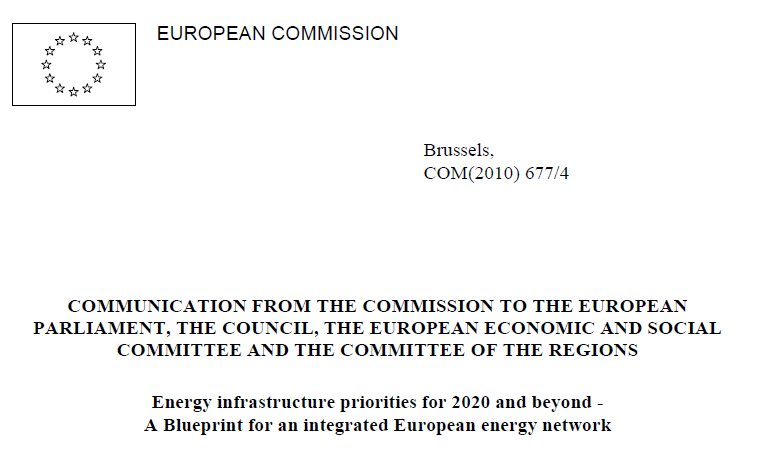 EUROPEAN COMMISSION
Brussels,
COM(2010) 677/4
COMMUNICATION FROM THE COMMISSION TO THE EUROPEAN
PARLIAMENT, THE COUNCIL, THE EUROPEAN ECONOMIC AND SOCIAL
COMMITTEE AND THE COMMITTEE OF THE REGIONS
Energy infrastructure priorities for 2020 and beyond -
A Blueprint for an integrated European energy network